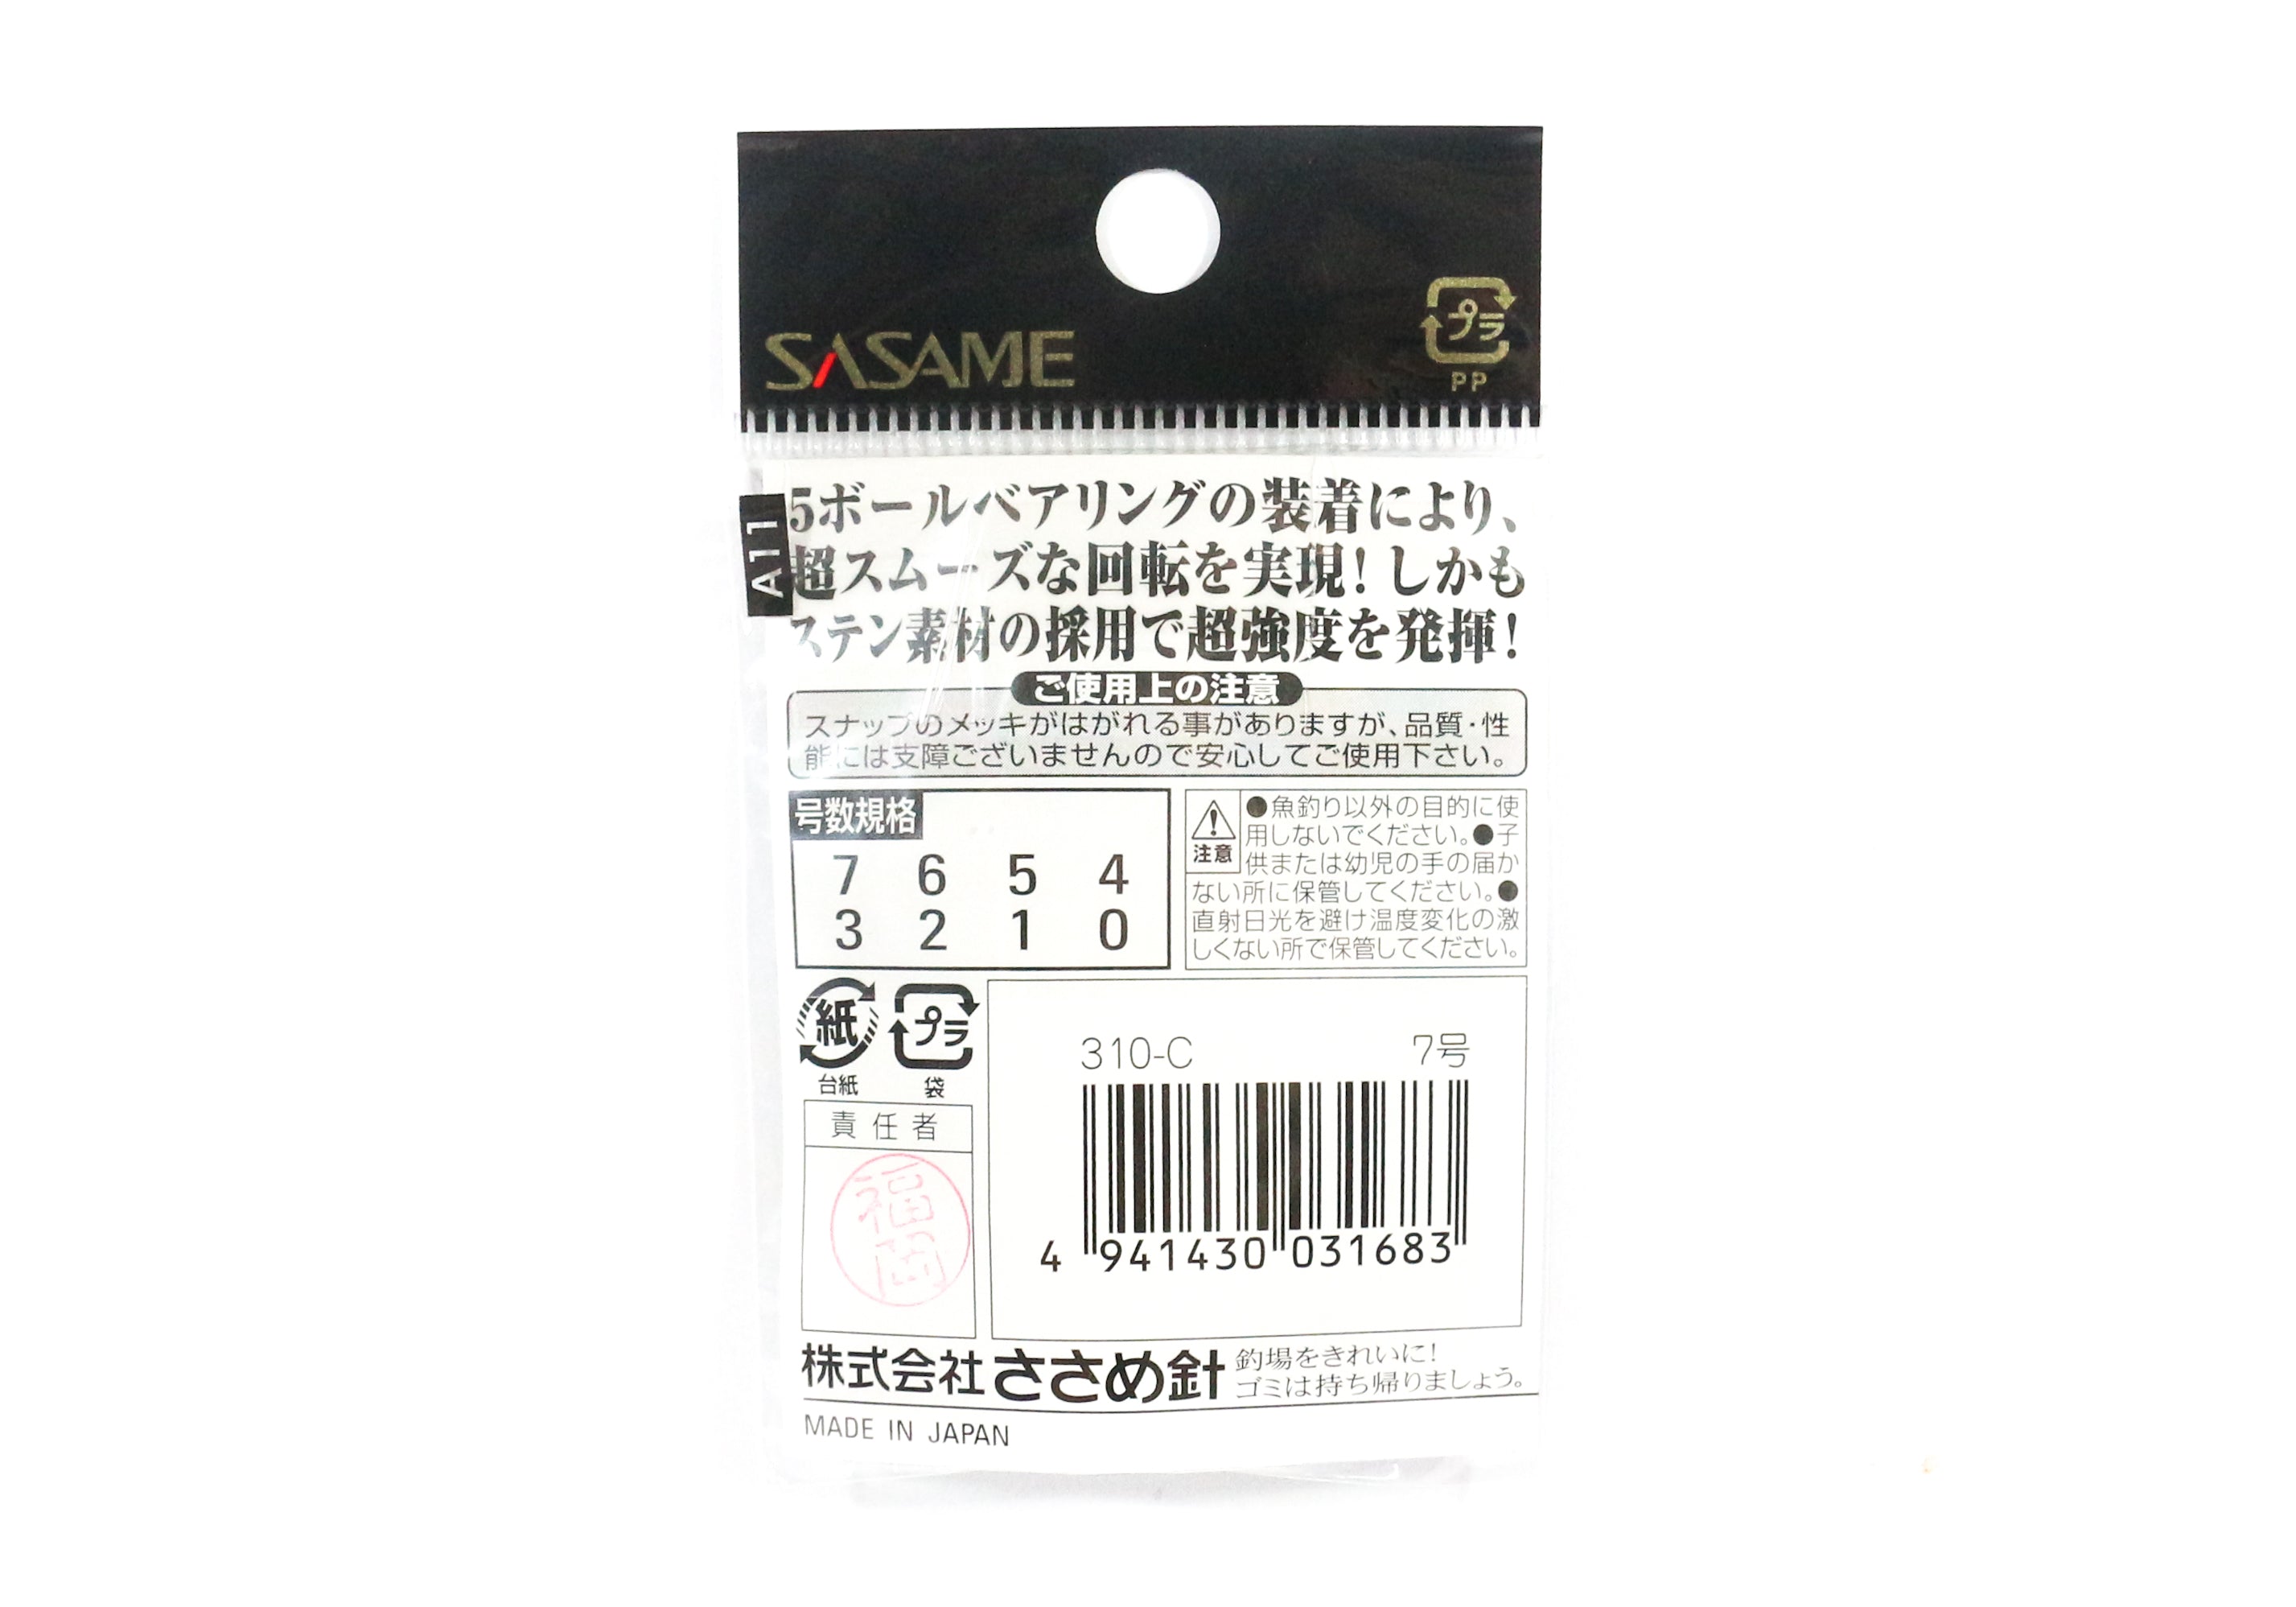 SASAME
プラ
PP
A11
5ボールベアリングの装着により、
超スムーズな回転を実現!しかも
ステン素材の採用で超強度を発揮!
ご使用上の注意
スナップのメッキがはがれる事がありますが、品質・性
能には支障ございませんので安心してご使用下さい。
号数規格
7 6 5 4
3 2 1 0
注意
●魚釣り以外の目的に使
用しないでください。●子
供または幼児の手の届か
ない所に保管してください。●
直射日光を避け温度変化の激
しくない所で保管してください。
紙 プラ
台紙 袋
責任者
福岡
310-C 7号
4 941430 031683
株式会社ささめ針
釣場をきれいに!
ゴミは持ち帰りましょう。
MADE IN JAPAN